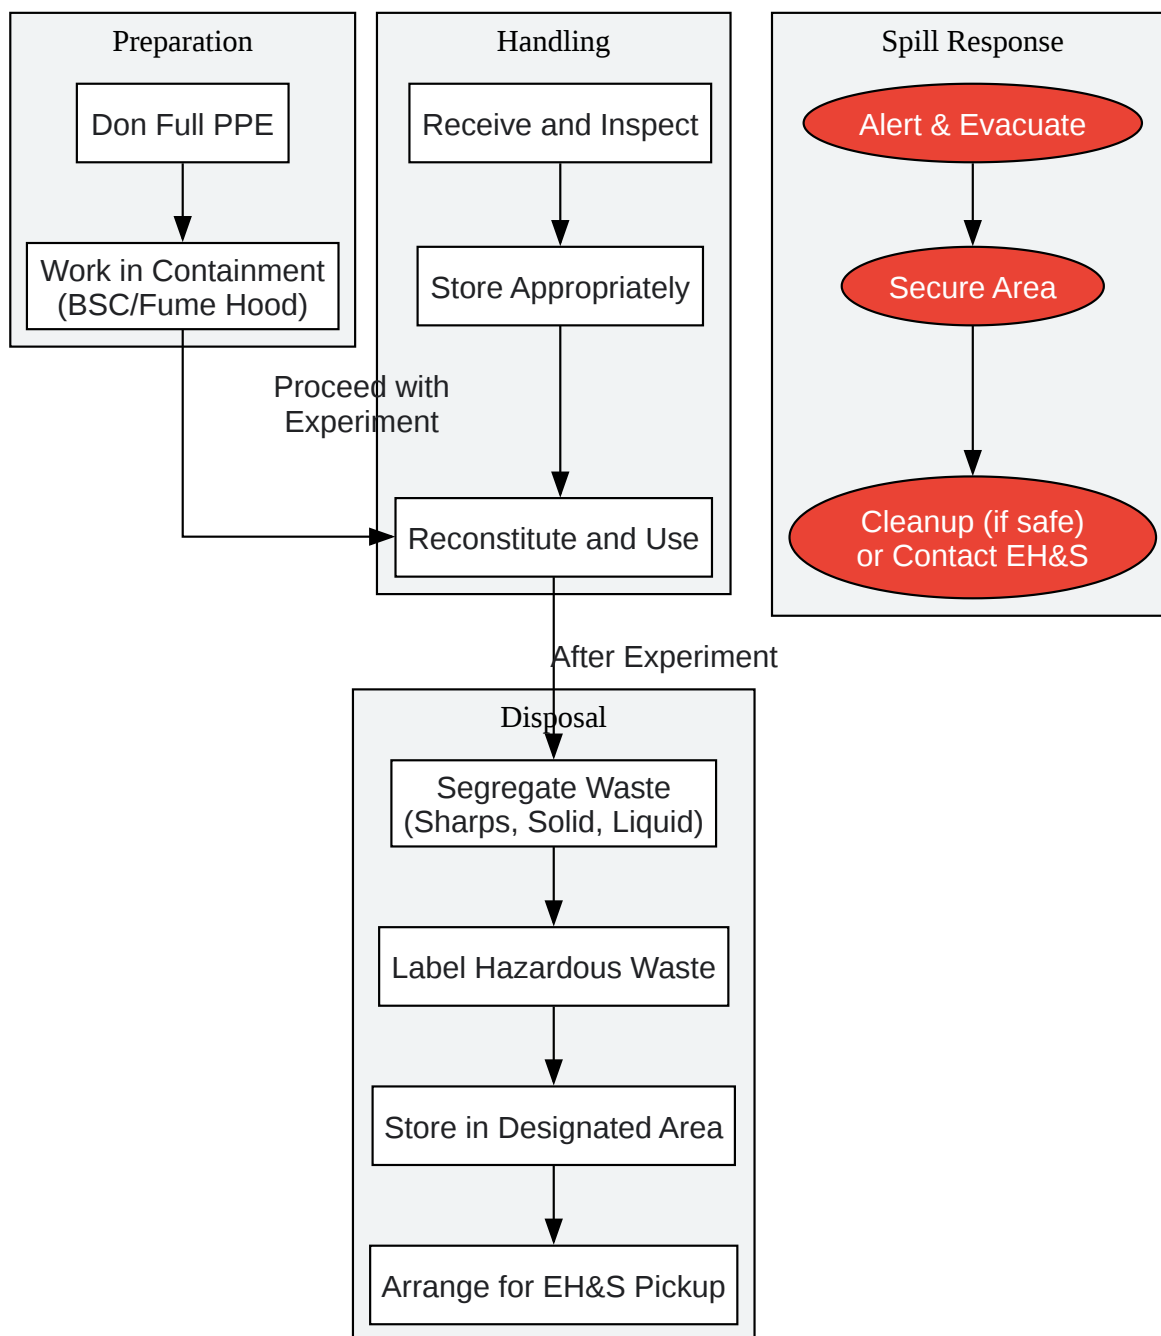 Preparation
Don Full PPE
Work in Containment
(BSC/Fume Hood)
Proceed with
Experiment
Handling
Receive and Inspect
Store Appropriately
Reconstitute and Use
After Experiment
Disposal
Segregate Waste
(Sharps, Solid, Liquid)
Label Hazardous Waste
Store in Designated Area
Arrange for EH&S Pickup
Spill Response
Alert & Evacuate
Secure Area
Cleanup (if safe)
or Contact EH&S